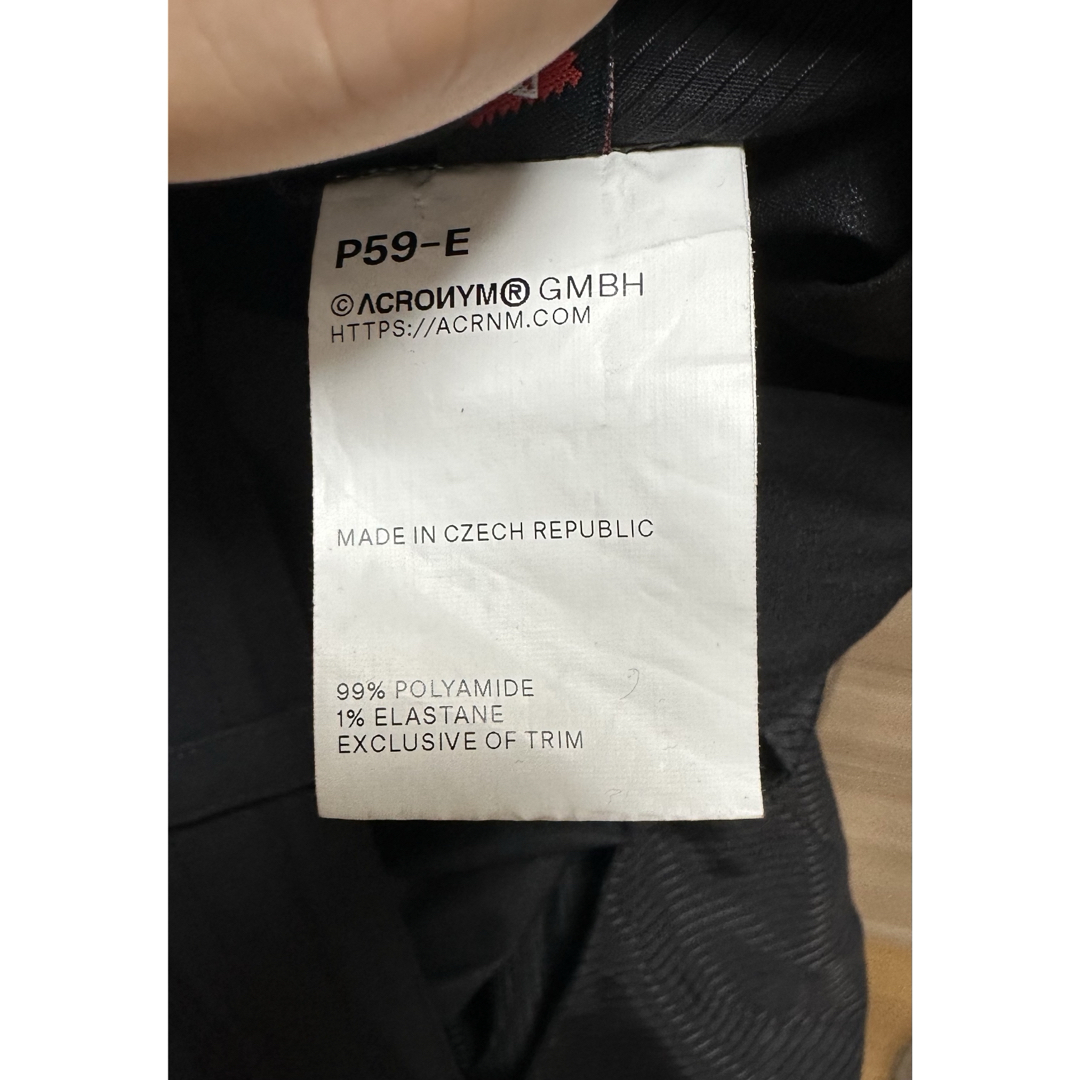 P59-E
©ACRONYM® GMBH
HTTPS://ACRNM.COM
MADE IN CZECH REPUBLIC
99% POLYAMIDE
1% ELASTANE
EXCLUSIVE OF TRIM